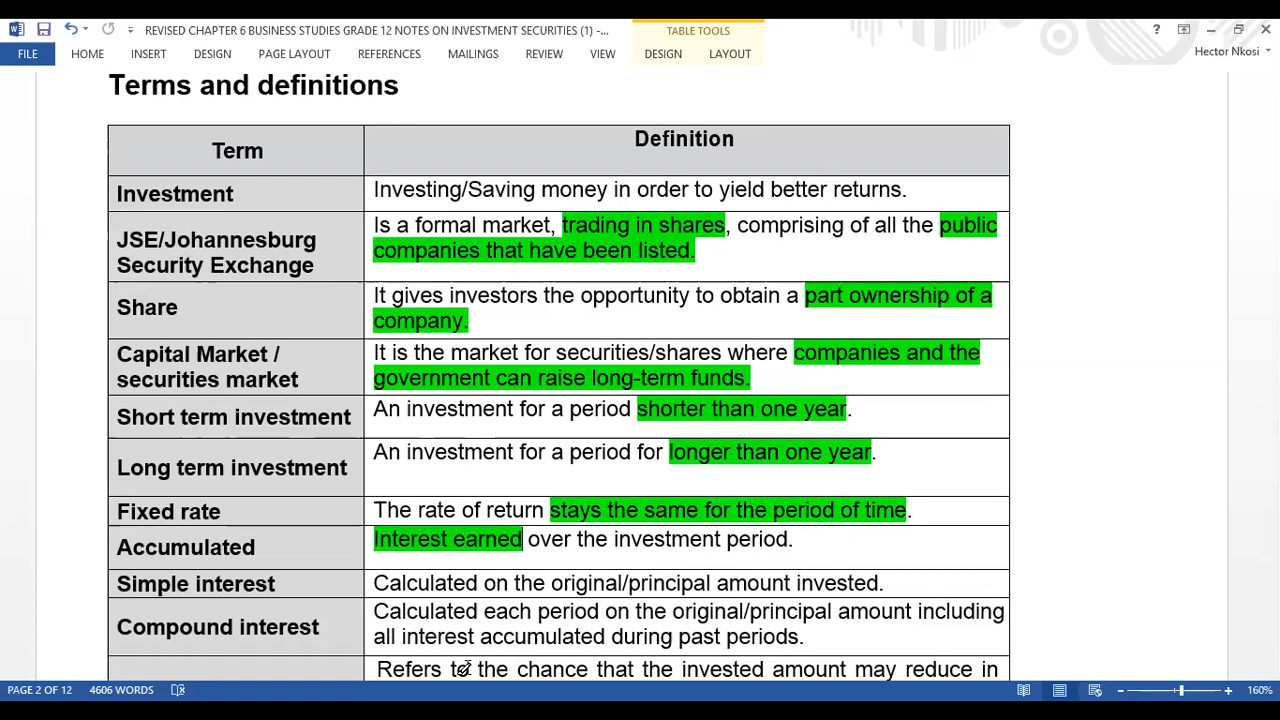 REVISED CHAPTER 6 BUSINESS STUDIES GRADE 12 NOTES ON INVESTMENT SECURITIES (1) -...
TABLE TOOLS
?
FILE HOME INSERT DESIGN PAGE LAYOUT REFERENCES MAILINGS REVIEW VIEW DESIGN LAYOUT
Hector Nkosi
Terms and definitions
Term
Definition
Investment
Investing/Saving money in order to yield better returns.
JSE/Johannesburg
Security Exchange
Is a formal market, trading in shares, comprising of all the public
companies that have been listed.
Share
It gives investors the opportunity to obtain a part ownership of a
company.
Capital Market /
securities market
It is the market for securities/shares where companies and the
government can raise long-term funds.
Short term investment
An investment for a period shorter than one year.
Long term investment
An investment for a period for longer than one year.
Fixed rate
The rate of return stays the same for the period of time.
Accumulated
Interest earned over the investment period.
Simple interest
Calculated on the original/principal amount invested.
Compound interest
Calculated each period on the original/principal amount including
all interest accumulated during past periods.
Refers to the chance that the invested amount may reduce in
PAGE 2 OF 12 4606 WORDS 160%